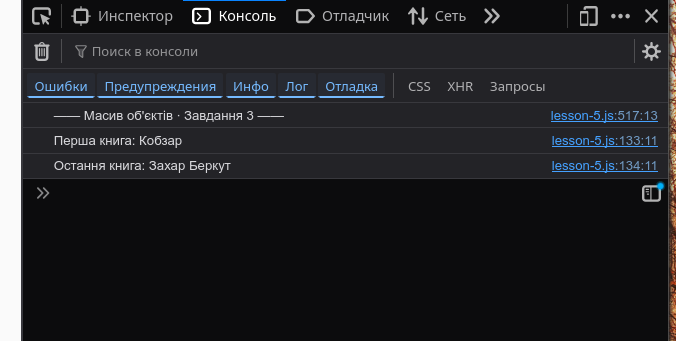 Инспектор Консоль Отладчик Сеть
Поиск в консоли
Ошибки Предупреждения Инфо Лог Отладка CSS XHR Запросы
—— Масив об'єктів · Завдання 3 —— lesson-5.js:517:13
Перша книга: Кобзар lesson-5.js:133:11
Остання книга: Захар Беркут lesson-5.js:134:11